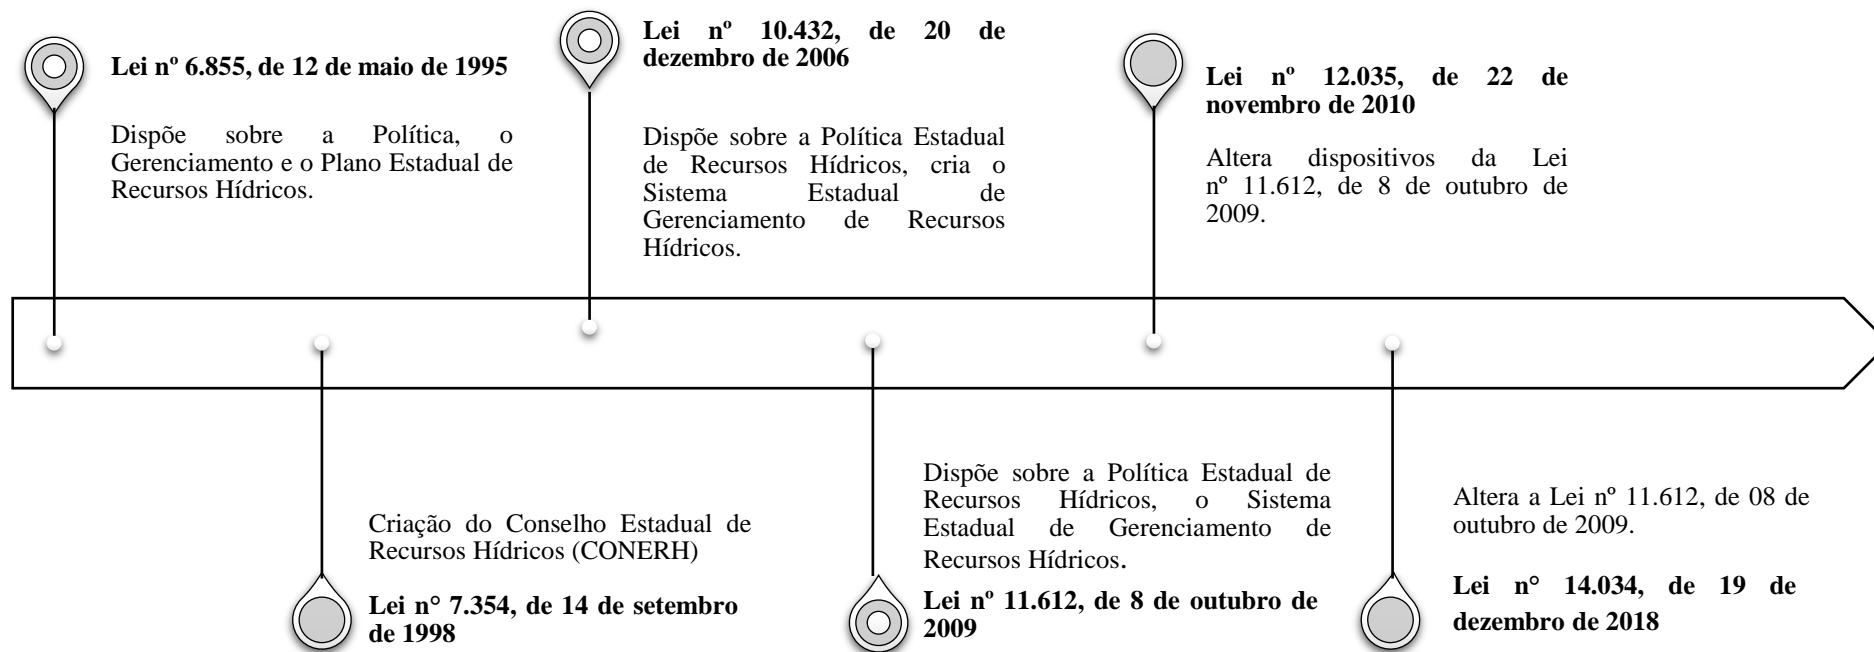 Lei nº 6.855, de 12 de maio de 1995
Dispõe sobre a Política, o
Gerenciamento e o Plano Estadual de
Recursos Hídricos.
Lei nº 10.432, de 20 de
dezembro de 2006
Dispõe sobre a Política Estadual
de Recursos Hídricos, cria o
Sistema Estadual de
Gerenciamento de Recursos
Hídricos.
Lei nº 12.035, de 22 de
novembro de 2010
Altera dispositivos da Lei
nº 11.612, de 8 de outubro de
2009.
Criação do Conselho Estadual de
Recursos Hídricos (CONERH)
Lei n° 7.354, de 14 de setembro
de 1998
Dispõe sobre a Política Estadual de
Recursos Hídricos, o Sistema
Estadual de Gerenciamento de
Recursos Hídricos.
Lei nº 11.612, de 8 de outubro de
2009
Altera a Lei nº 11.612, de 08 de
outubro de 2009.
Lei n° 14.034, de 19 de
dezembro de 2018